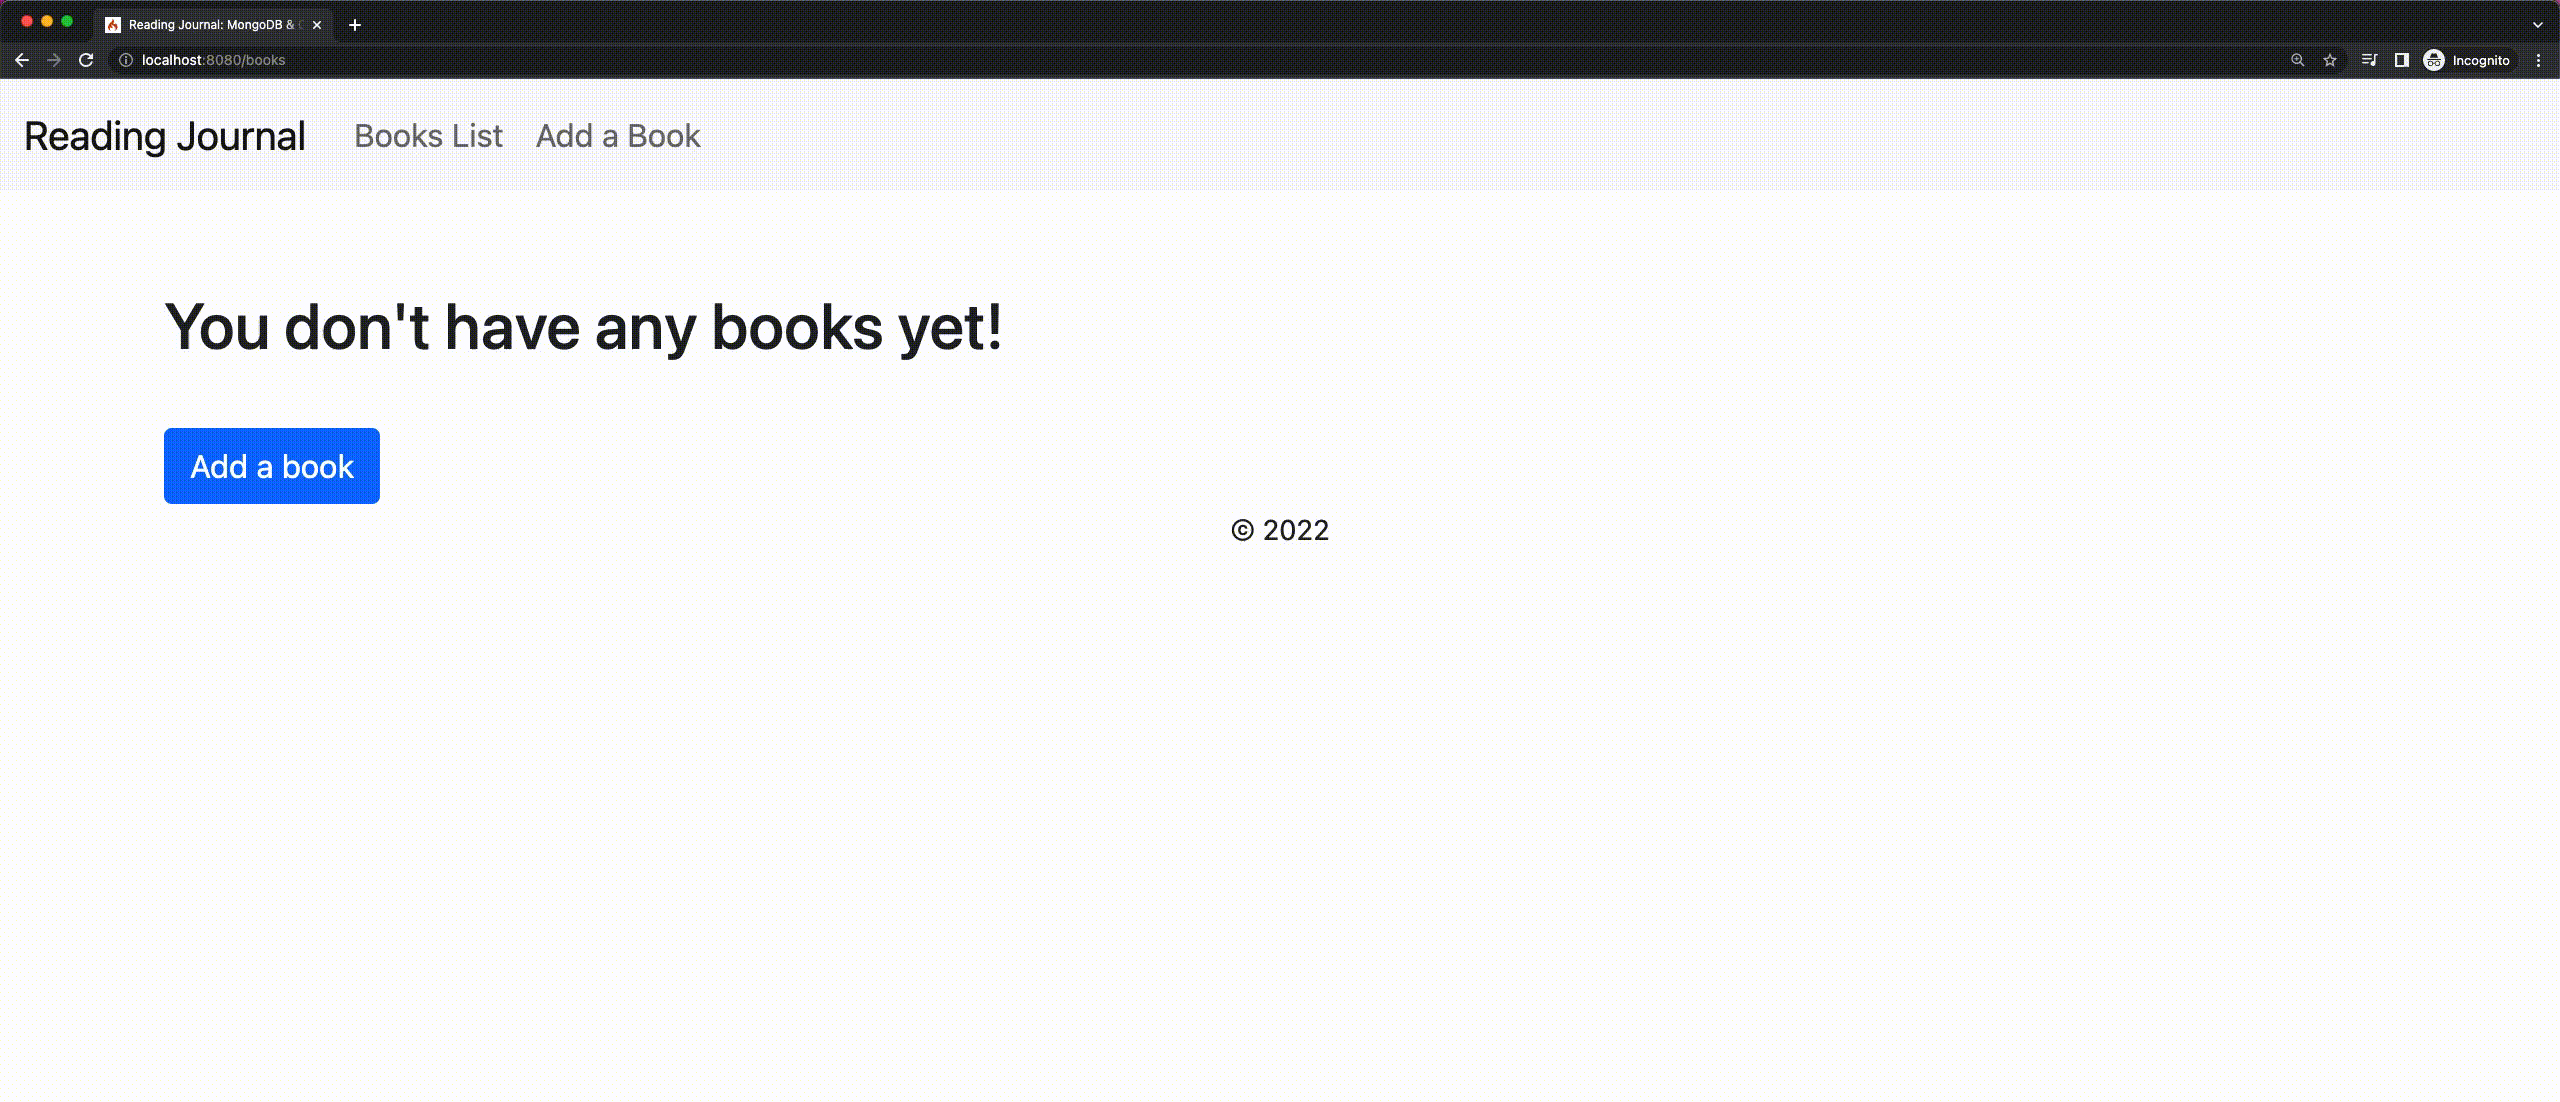 Reading Journal: MongoDB &
localhost:8080/books
Incognito
Reading Journal
Books List
Add a Book
You don't have any books yet!
Add a book
© 2022